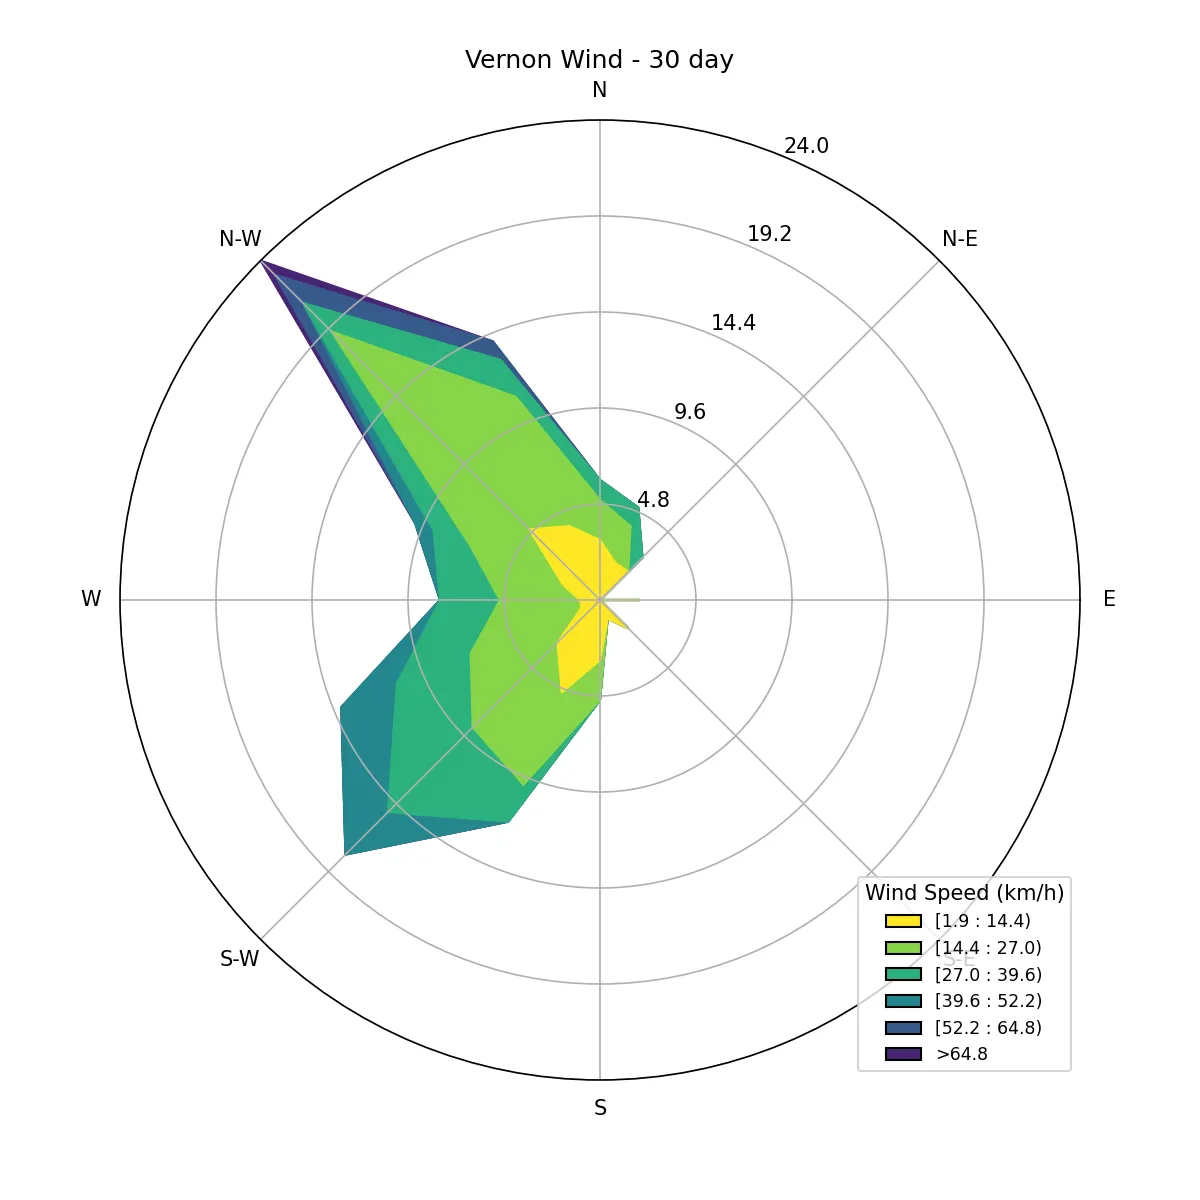 Vernon Wind - 30 day
N
24.0
N-W
19.2
N-E
14.4
9.6
4.8
W
E
Wind Speed (km/h)
[1.9 : 14.4)
[14.4 : 27.0)
S-W
S-E
[27.0 : 39.6)
[39.6 : 52.2)
[52.2 : 64.8)
>64.8
S